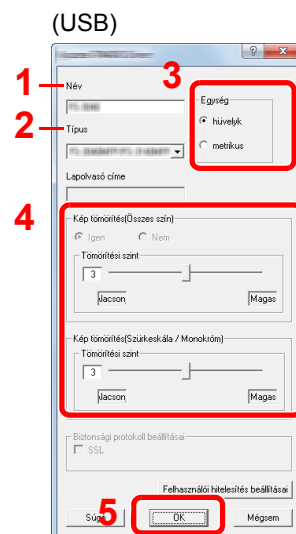 (USB)
1
Név
3
Egység
hüvelyk
metrikus
2
Típus
Lapolvasó címe
4
Kép tömörítés(Összes szín)
Igen
Nem
Tömörítési szint
3
Magas
Kép tömörítés(Szürkeskála / Monokróm)
Tömörítési szint
3
Magas
Biztonsági protokoll beállításai
SSL
Felhasználói hitelesítés beállításai
5
Súgó
OK
Mégsem